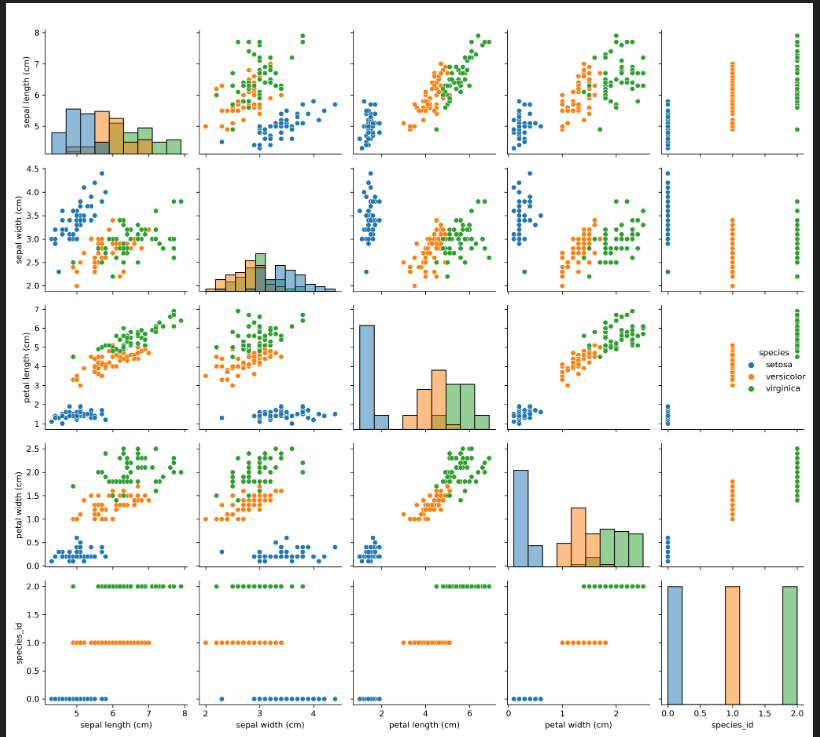 8
7
6
5
sepal length (cm)
4.5
4.0
3.5
3.0
2.5
2.0
sepal width (cm)
7
6
5
4
3
2
1
petal length (cm)
species
setosa
versicolor
virginica
2.5
2.0
1.5
1.0
0.5
0.0
petal width (cm)
2.0
1.5
1.0
0.5
0.0
species_id
5 6 7 8
2 3 4
2 4 6
0 1 2
0.0 0.5 1.0 1.5 2.0
sepal length (cm)
sepal width (cm)
petal length (cm)
petal width (cm)
species_id